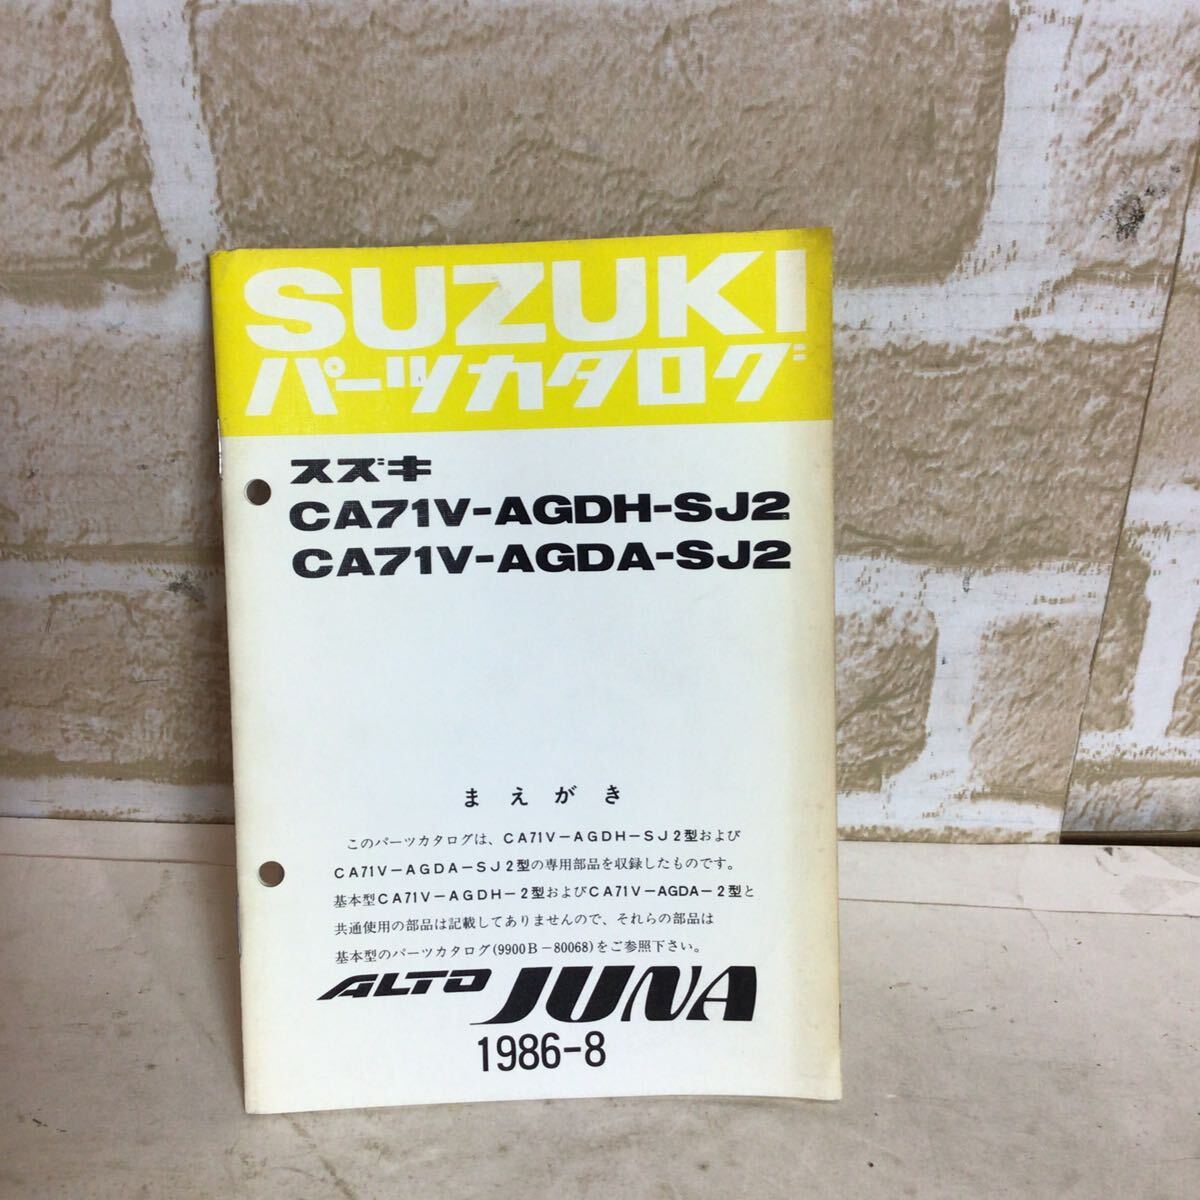 SUZUKI
パーツカタログ
スズキ
CA71V-AGDH-SJ2
CA71V-AGDA-SJ2
まえがき
このパーツカタログは、CA71V－AGDH－SJ2型および
CA71V－AGDA－SJ2型の専用部品を収録したものです。
基本型CA71V－AGDH－2型およびCA71V－AGDA－2型と
共通使用の部品は記載してありませんので、それらの部品は
基本型のパーツカタログ(9900B－80068)をご参照下さい。
ALTO JUNA
1986-8